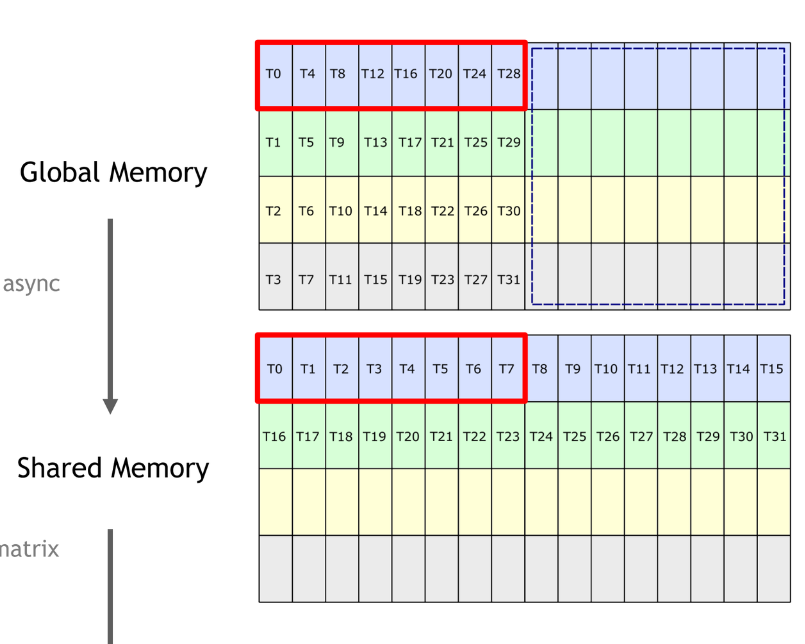 T0 T4 T8 T12 T16 T20 T24 T28
T1 T5 T9 T13 T17 T21 T25 T29
Global Memory
T2 T6 T10 T14 T18 T22 T26 T30
async
T3 T7 T11 T15 T19 T23 T27 T31
T0 T1 T2 T3 T4 T5 T6 T7 T8 T9 T10 T11 T12 T13 T14 T15
T16 T17 T18 T19 T20 T21 T22 T23 T24 T25 T26 T27 T28 T29 T30 T31
Shared Memory
matrix